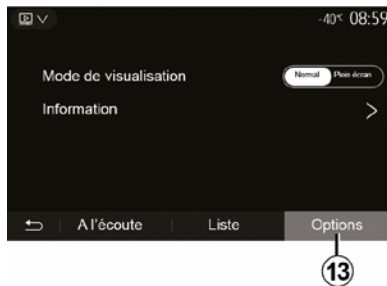 -40°C 08:59
Mode de visualisation Normal Plein écran
Information >
A l'écoute Liste Options
13